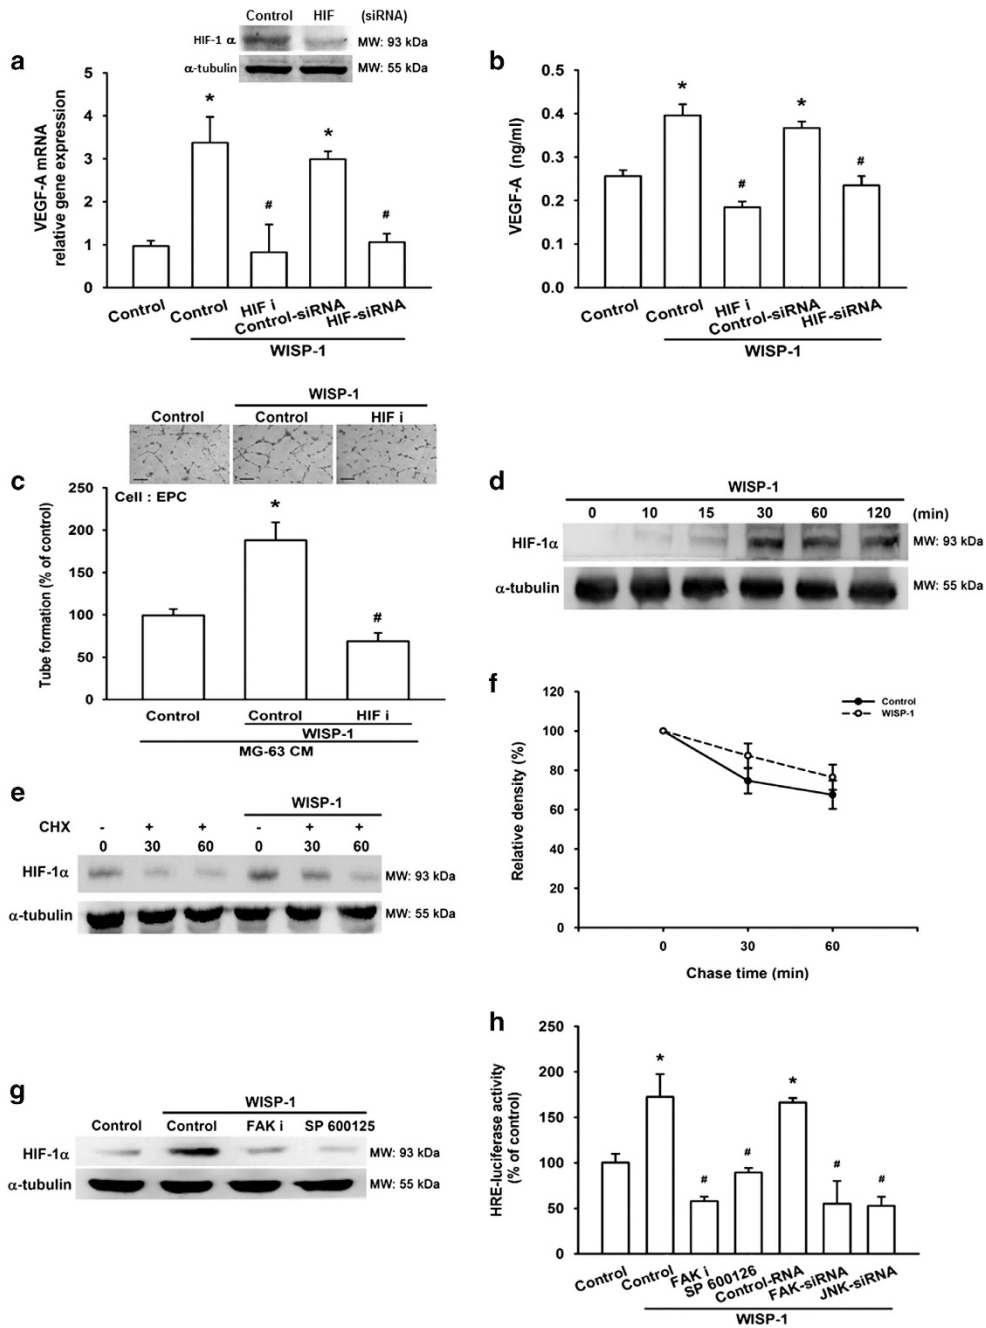 Control HIF (siRNA)
HIF-1 α MW: 93 kDa
α-tubulin MW: 55 kDa
a
VEGF-A mRNA
relative gene expression
5
4
3
2
1
0
*
#
*
#
Control Control HIF i Control-siRNA HIF-siRNA
WISP-1
b
VEGF-A (ng/ml)
0.5
0.4
0.3
0.2
0.1
0.0
*
#
*
#
Control Control HIF i Control-siRNA HIF-siRNA
WISP-1
WISP-1
Control Control HIF i
c
Cell : EPC
Tube formation (% of control)
250
200
150
100
50
0
*
#
Control Control HIF i
WISP-1
MG-63 CM
d
WISP-1
0 10 15 30 60 120 (min)
HIF-1α MW: 93 kDa
α-tubulin MW: 55 kDa
e
WISP-1
CHX - + + - + +
0 30 60 0 30 60
HIF-1α MW: 93 kDa
α-tubulin MW: 55 kDa
f
Relative density (%)
120
100
80
60
40
20
0
Control
WISP-1
0 30 60
Chase time (min)
g
WISP-1
Control Control FAK i SP 600125
HIF-1α MW: 93 kDa
α-tubulin MW: 55 kDa
h
HRE-luciferase activity
(% of control)
250
200
150
100
50
0
*
#
#
*
#
#
Control Control FAK i SP 600126 Control-RNA FAK-siRNA JNK-siRNA
WISP-1